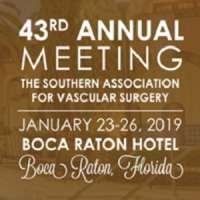 43RD ANNUAL
MEETING
THE SOUTHERN ASSOCIATION
FOR VASCULAR SURGERY
JANUARY 23-26, 2019
BOCA RATON HOTEL
Boca Raton, Florida